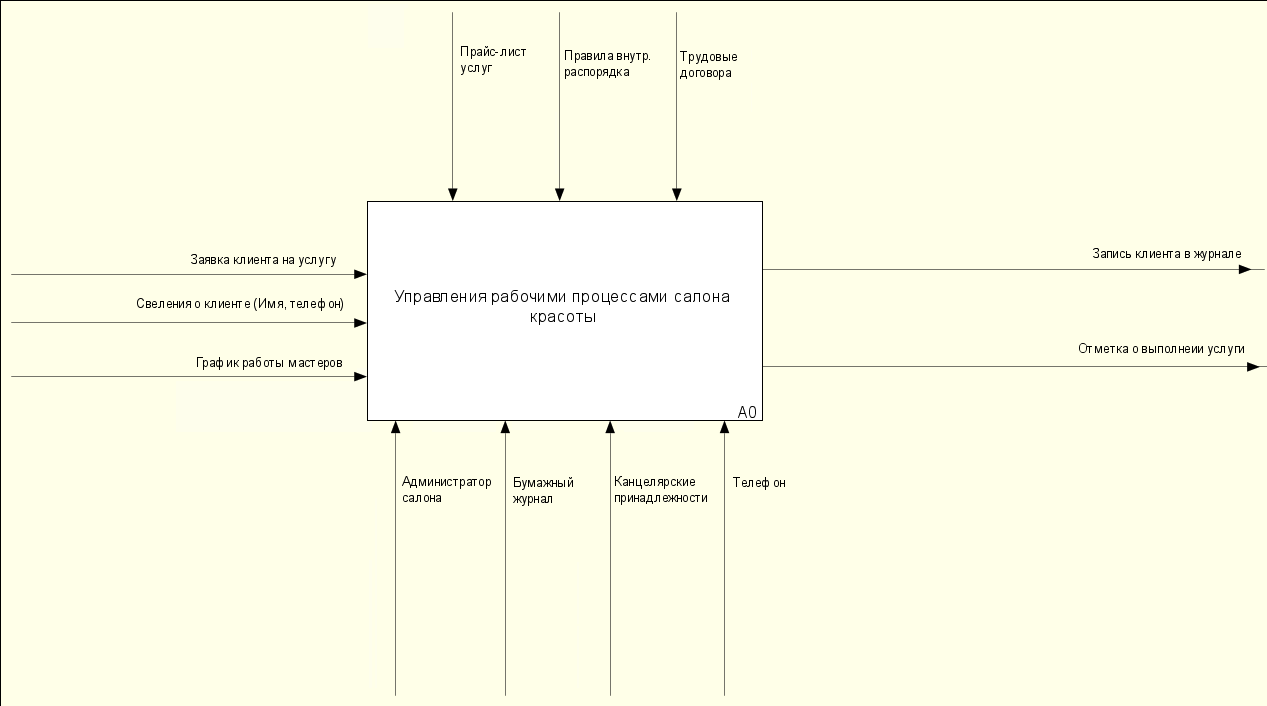 Прайс-лист
услуг
Правила внутр.
распорядка
Трудовые
договора
Заявка клиента на услугу
Сведения о клиенте (Имя, телефон)
График работы мастеров
Управления рабочими процессами салона
красоты
A0
Запись клиента в журнале
Отметка о выполнеии услуги
Администратор
салона
Бумажный
журнал
Канцелярские
принадлежности
Телефон